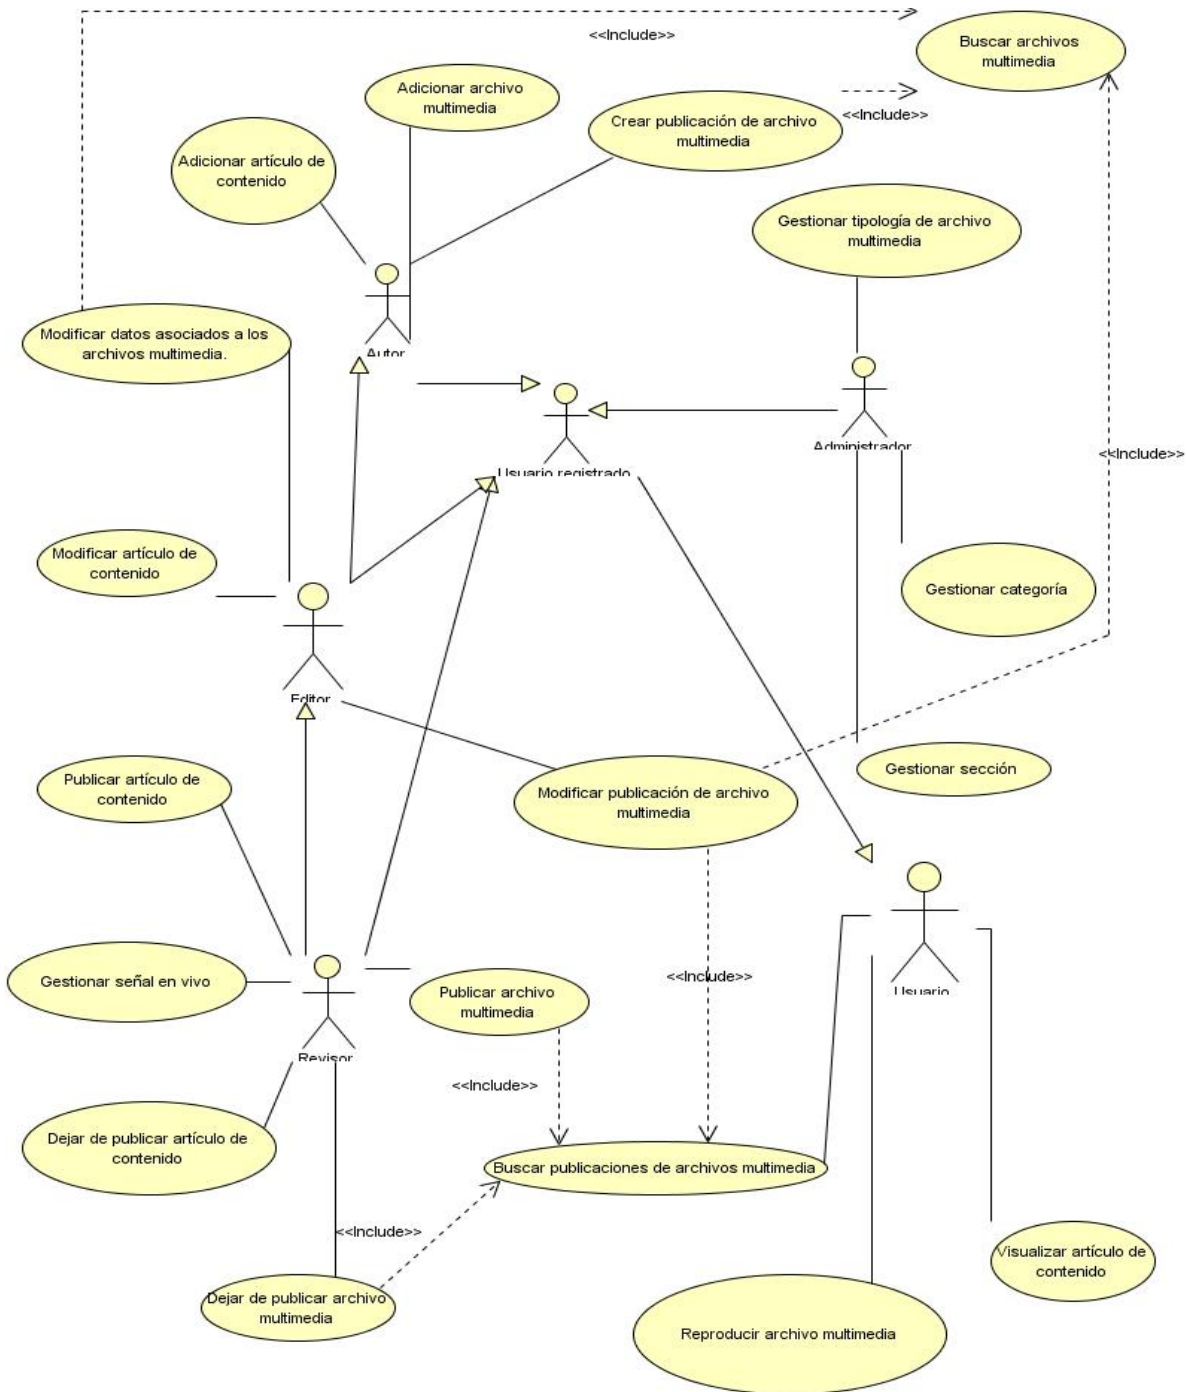 <<Include>>
Buscar archivos
multimedia
Adicionar archivo
multimedia
Crear publicación de archivo
multimedia
<<Include>>
Adicionar artículo de
contenido
Gestionar tipología de archivo
multimedia
Modificar datos asociados a los
archivos multimedia.
Autor
Administrador
Usuario registrado
<<Include>>
Modificar artículo de
contenido
Gestionar categoría
Editor
Publicar artículo de
contenido
Modificar publicación de archivo
multimedia
Gestionar sección
Gestionar señal en vivo
Publicar archivo
multimedia
<<Include>>
Usuario
Revisor
<<Include>>
Dejar de publicar artículo de
contenido
Buscar publicaciones de archivos multimedia
<<Include>>
Visualizar artículo de
contenido
Dejar de publicar archivo
multimedia
Reproducir archivo multimedia